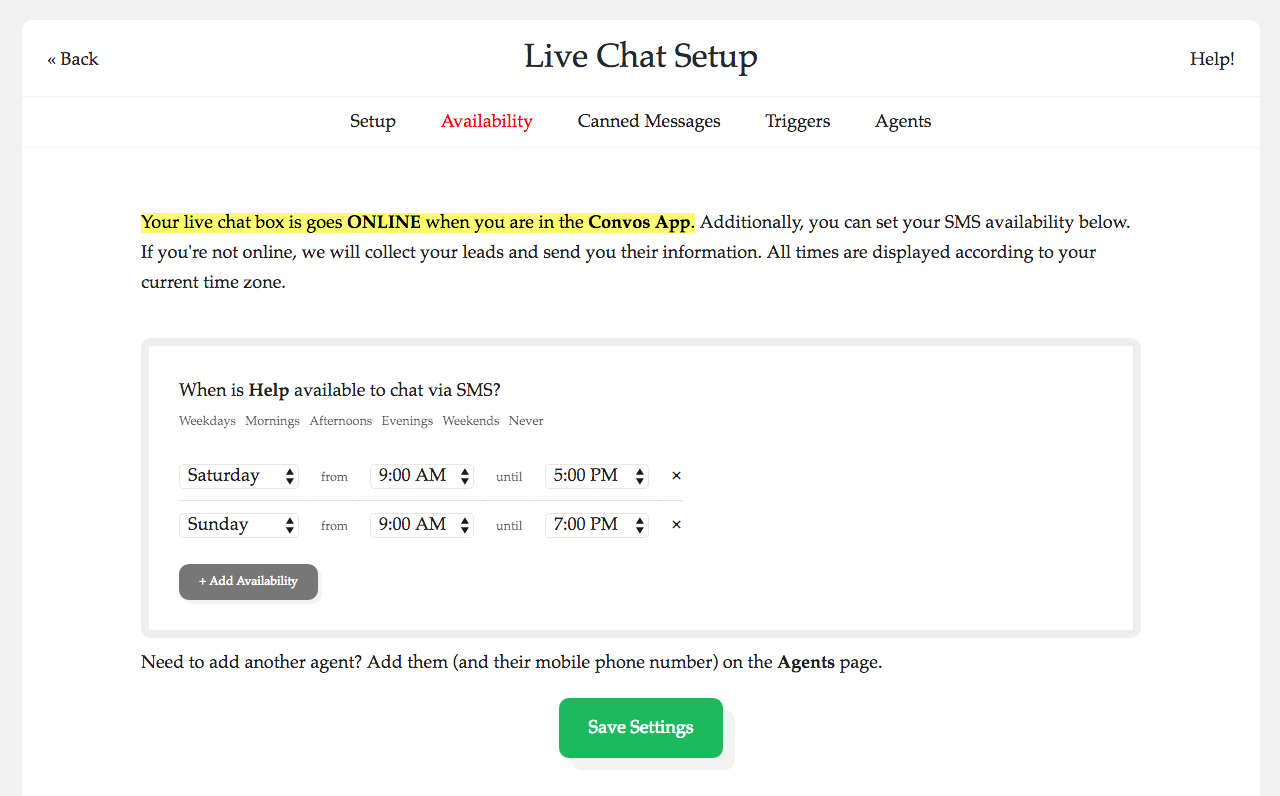 « Back
Live Chat Setup
Help!
Setup Availability Canned Messages Triggers Agents
Your live chat box is goes ONLINE when you are in the Convos App. Additionally, you can set your SMS availability below.
If you're not online, we will collect your leads and send you their information. All times are displayed according to your
current time zone.
When is Help available to chat via SMS?
Weekdays Mornings Afternoons Evenings Weekends Never
Saturday from 9:00 AM until 5:00 PM ×
Sunday from 9:00 AM until 7:00 PM ×
+ Add Availability
Need to add another agent? Add them (and their mobile phone number) on the Agents page.
Save Settings